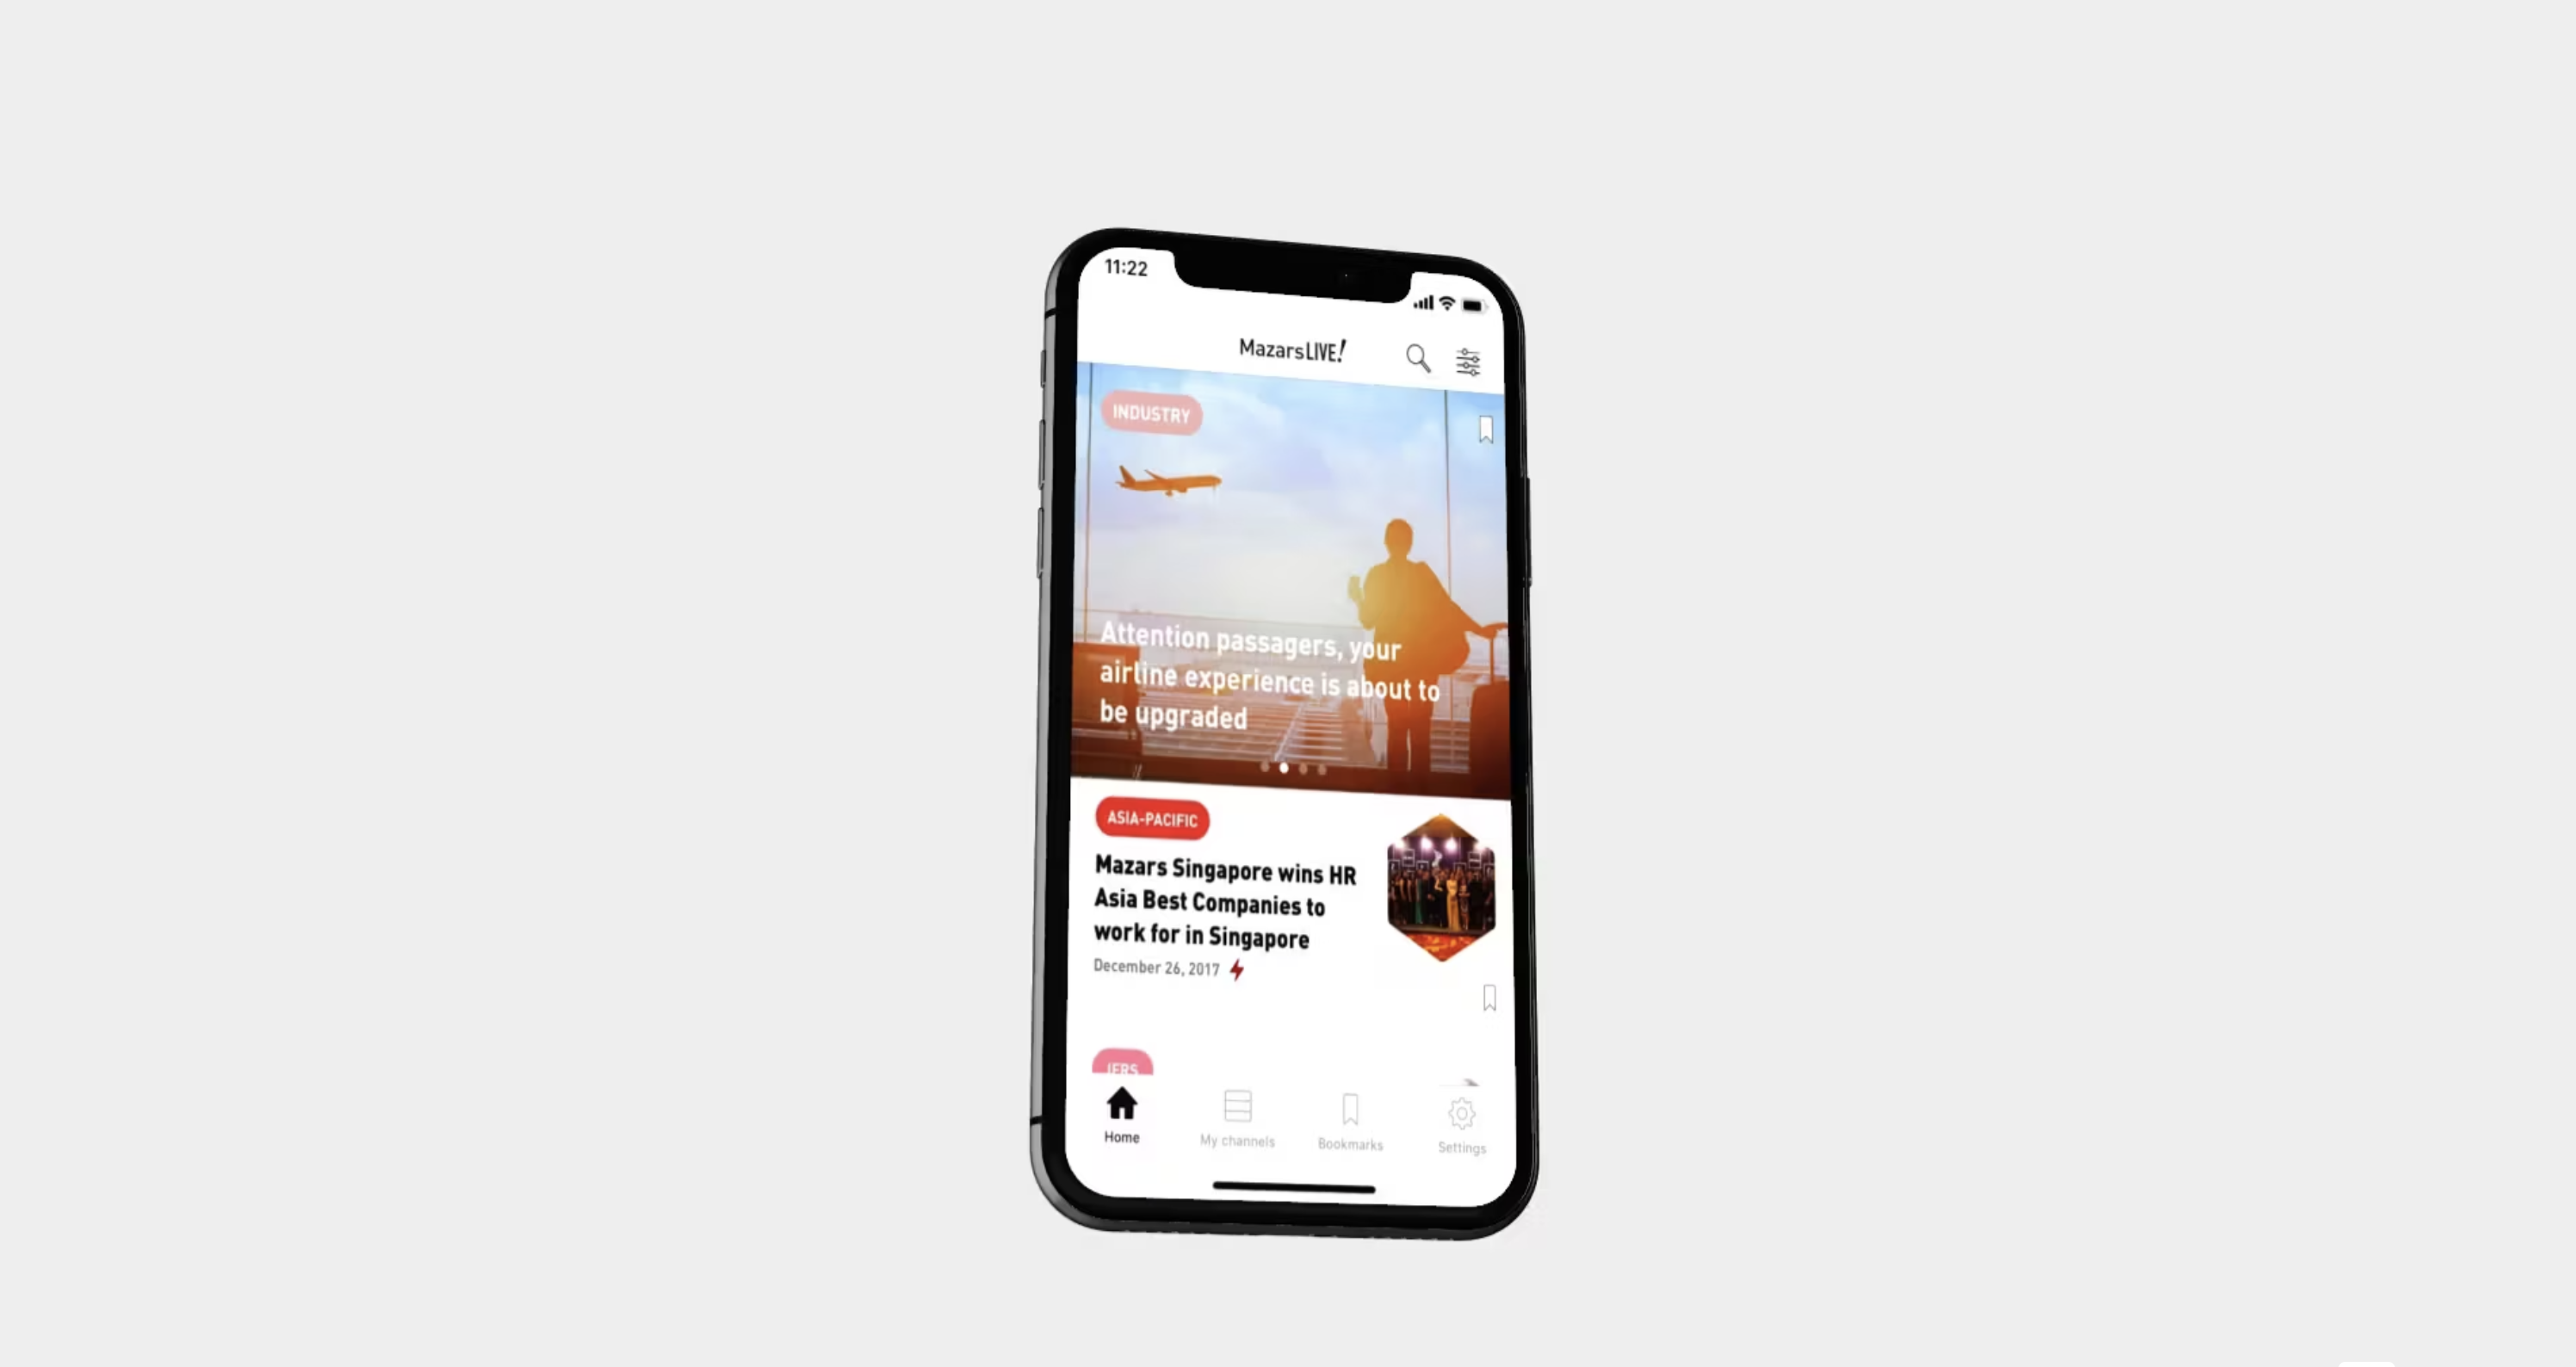 11:22
MazarsLIVE!
INDUSTRY
Attention passagers, your
airline experience is about to
be upgraded
ASIA-PACIFIC
Mazars Singapore wins HR
Asia Best Companies to
work for in Singapore
December 26, 2017
IFRS
Home
My channels
Bookmarks
Settings